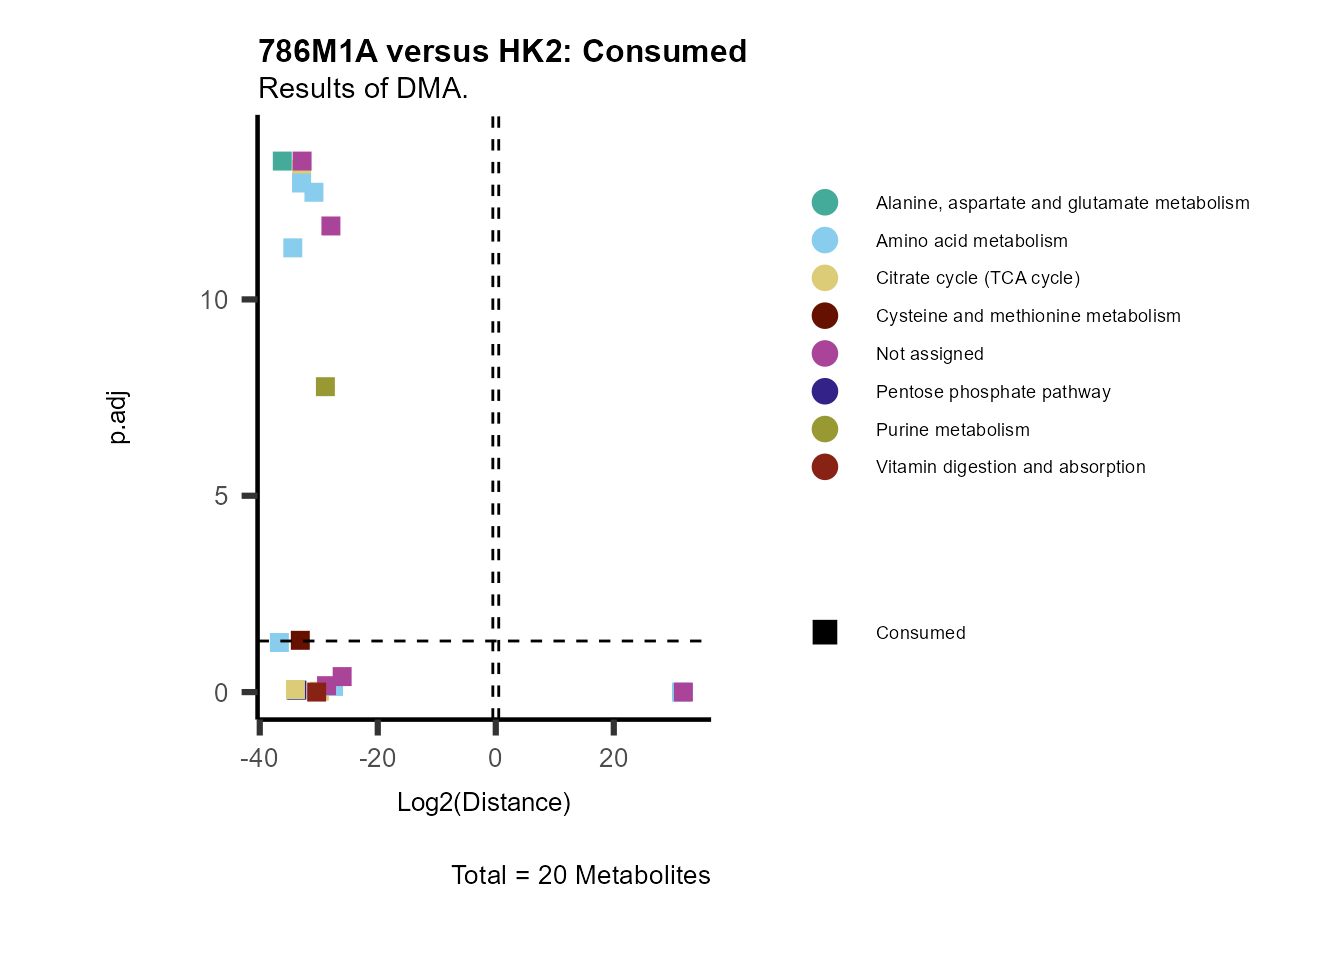 786M1A versus HK2: Consumed
Results of DMA.
p.adj
10
5
0
-40
-20
0
20
Log2(Distance)
Total = 20 Metabolites
Alanine, aspartate and glutamate metabolism
Amino acid metabolism
Citrate cycle (TCA cycle)
Cysteine and methionine metabolism
Not assigned
Pentose phosphate pathway
Purine metabolism
Vitamin digestion and absorption
Consumed